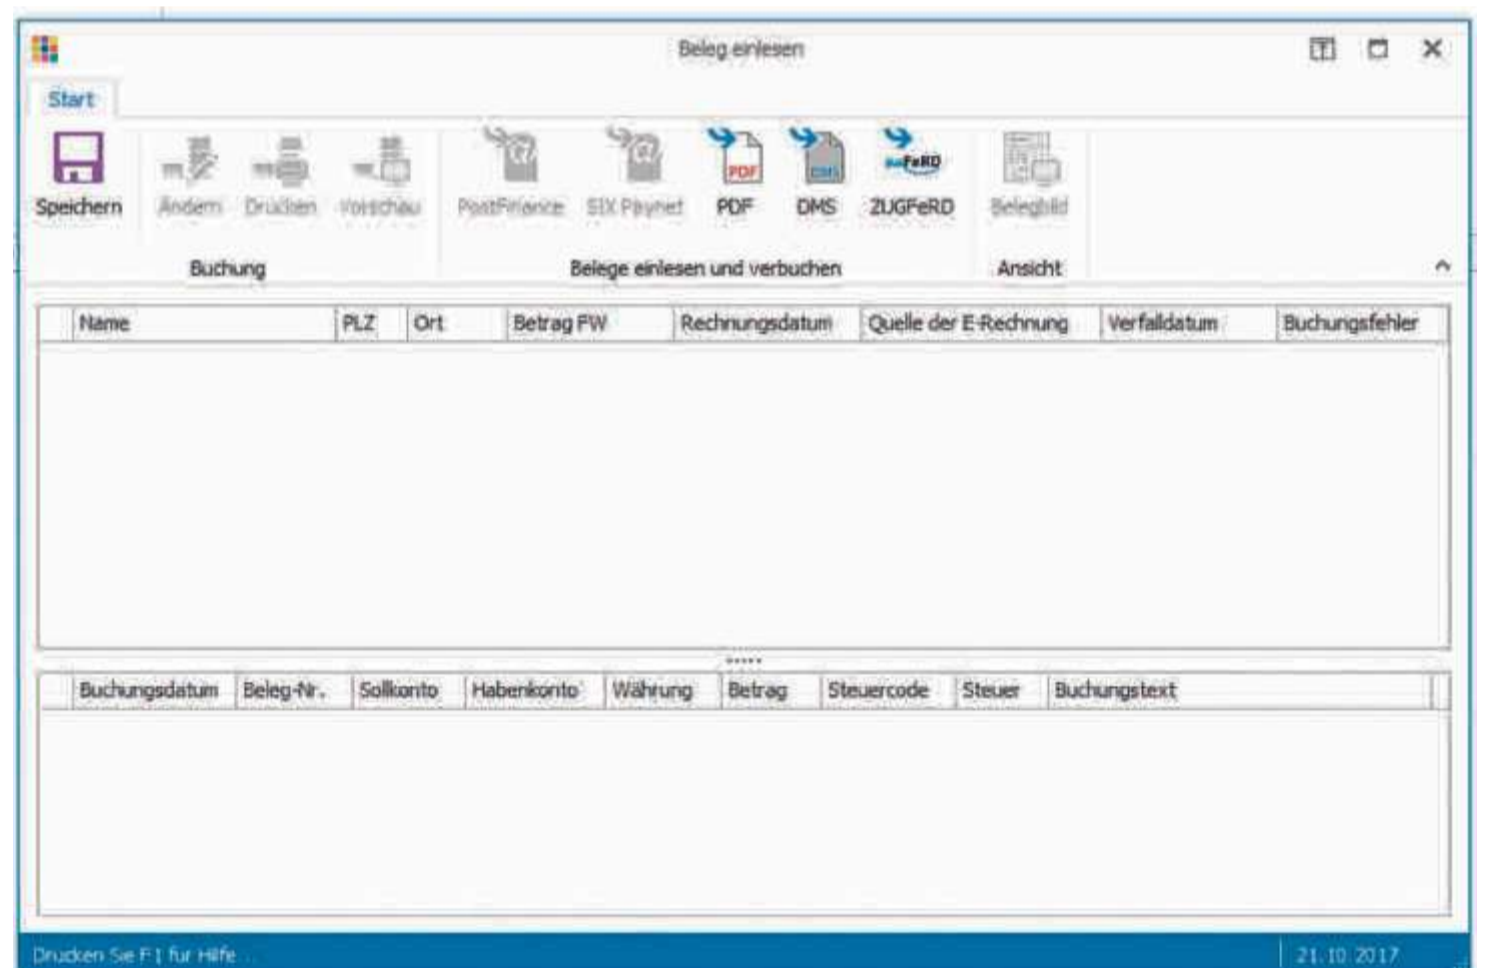 Beleg einlesen
Start
Speichern Ändern Drucken Vorschau PostFinance SIX Paynet PDF DMS ZUGFeRD Belegbild
Buchung Belege einlesen und verbuchen Ansicht
Name PLZ Ort Betrag FW Rechnungsdatum Quelle der E-Rechnung Verfalldatum Buchungsfehler
Buchungsdatum Beleg-Nr. Sollkonto Habenkonto Währung Betrag Steuercode Steuer Buchungstext
Drücken Sie F1 für Hilfe ... 21.10.2017